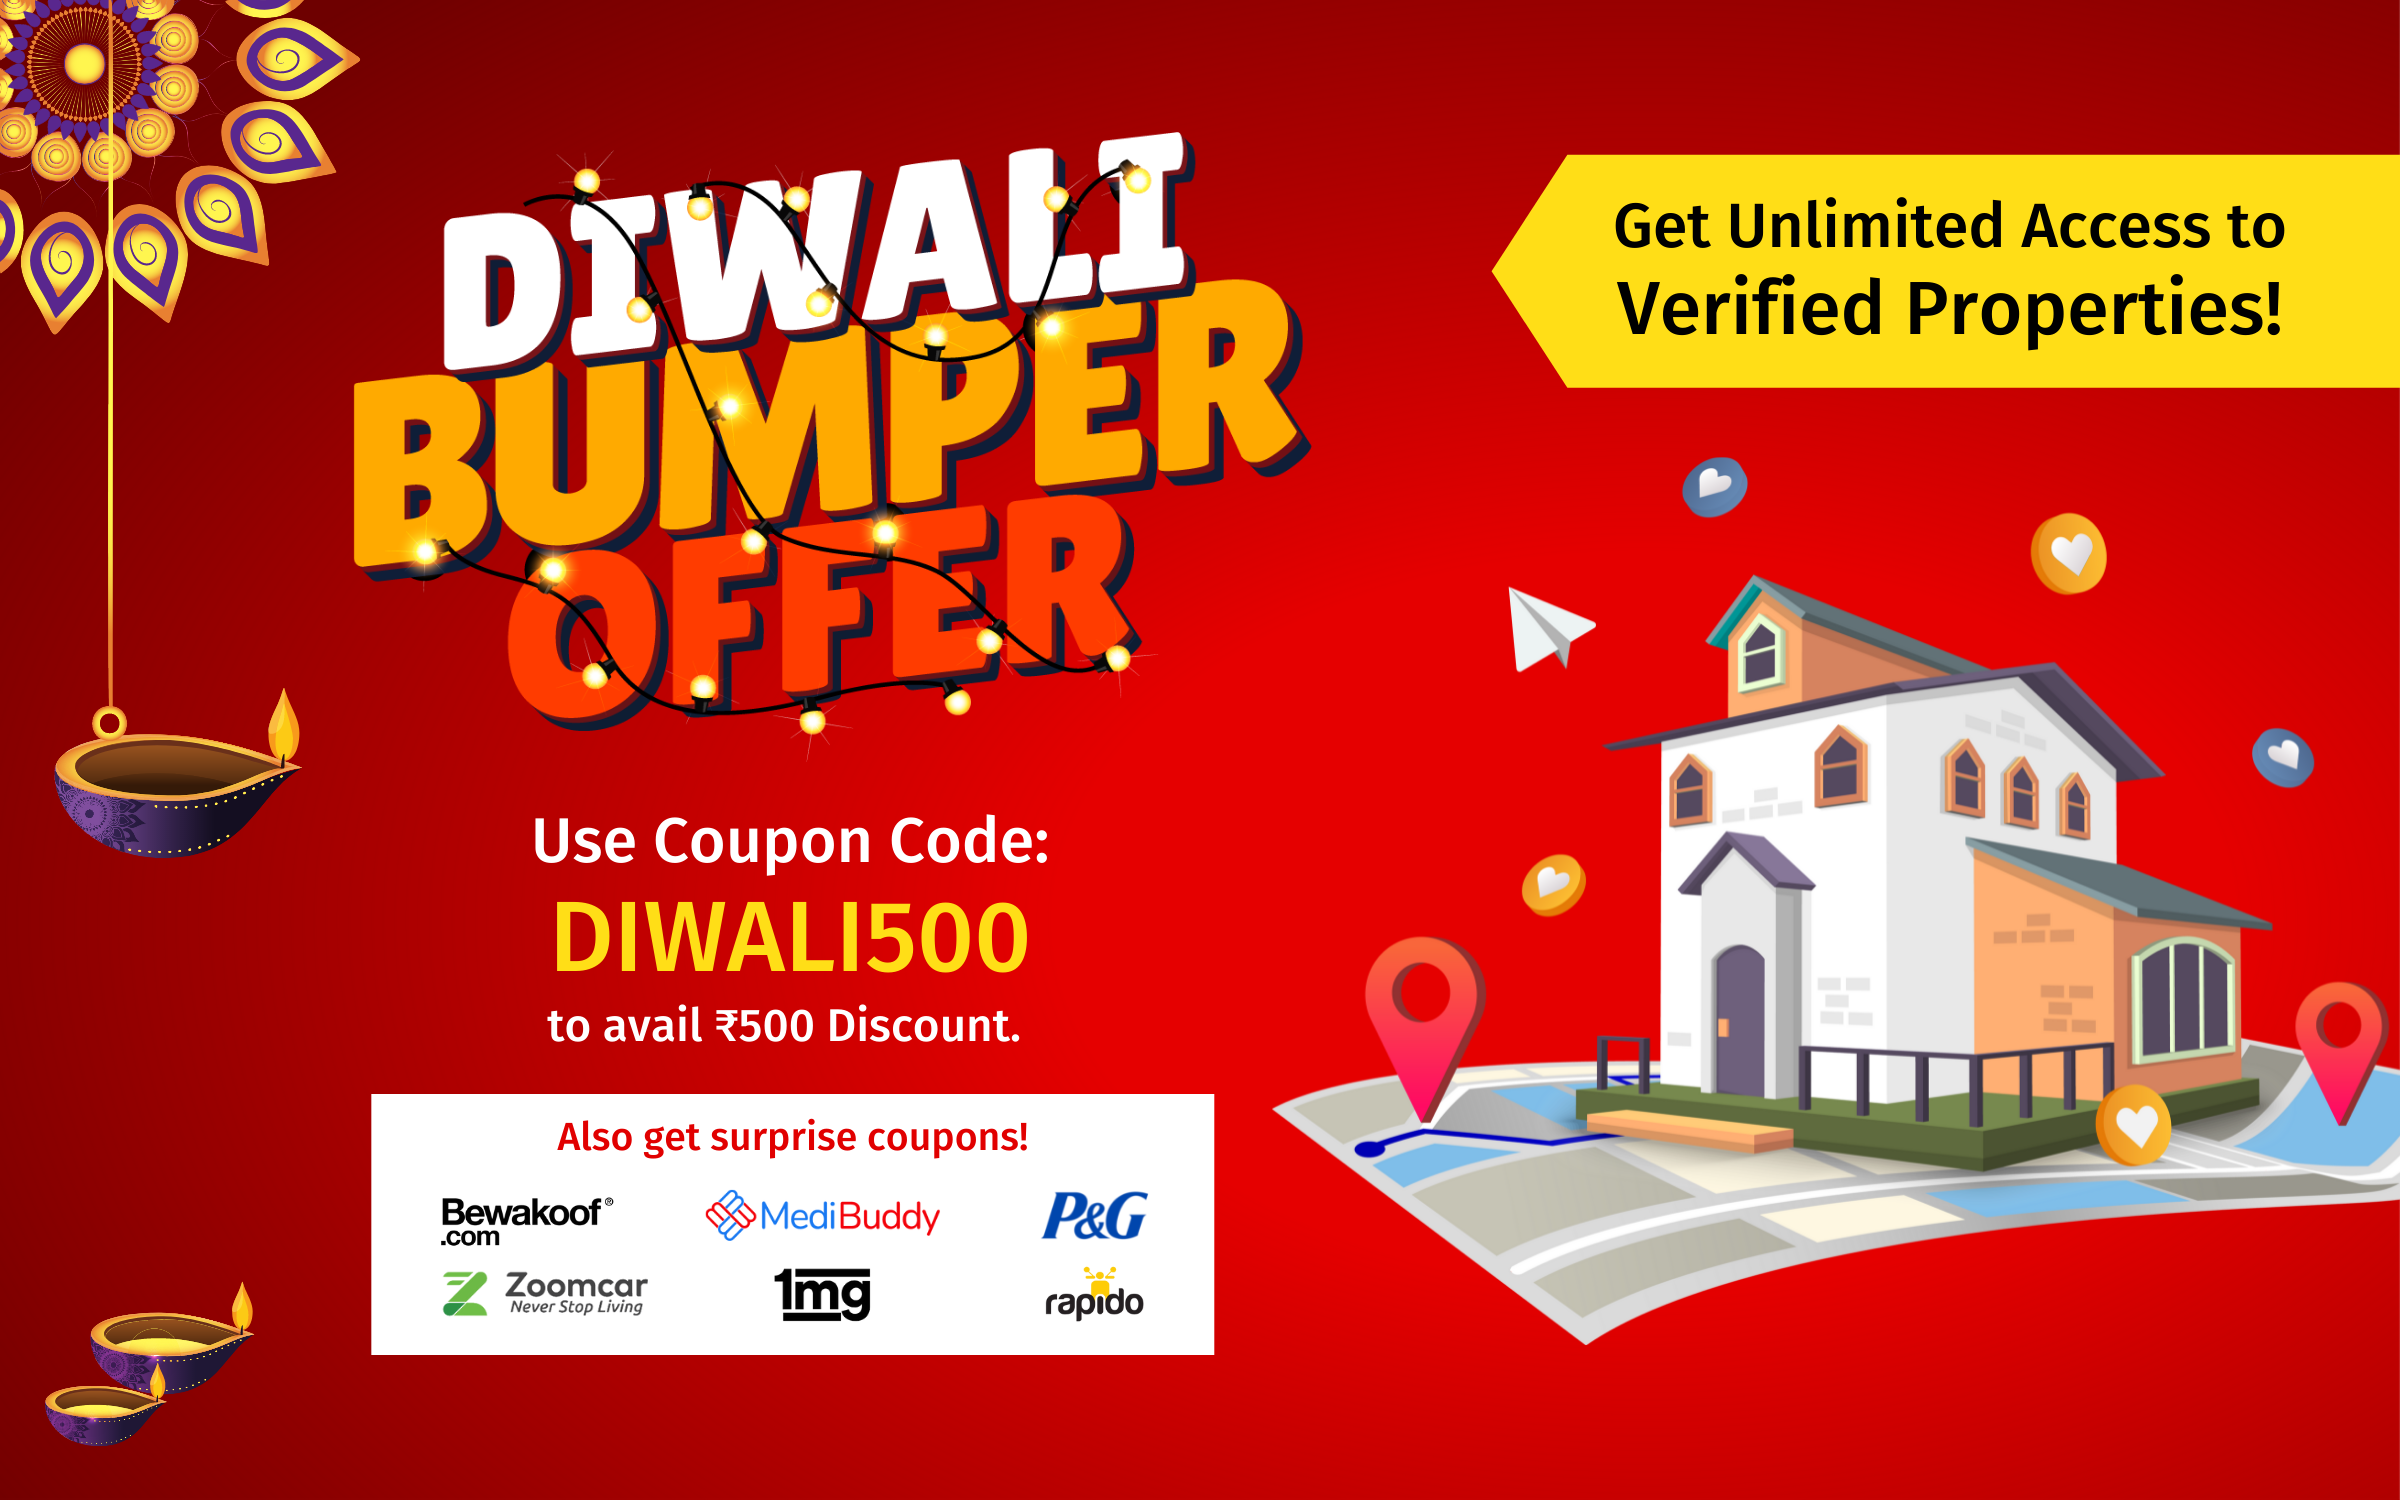 DIWALI
BUMPER
OFFER
Get Unlimited Access to
Verified Properties!
Use Coupon Code:
DIWALI500
to avail ₹500 Discount.
Also get surprise coupons!
Bewakoof®
.com
MediBuddy
P&G
Zoomcar
Never Stop Living
1mg
rapido